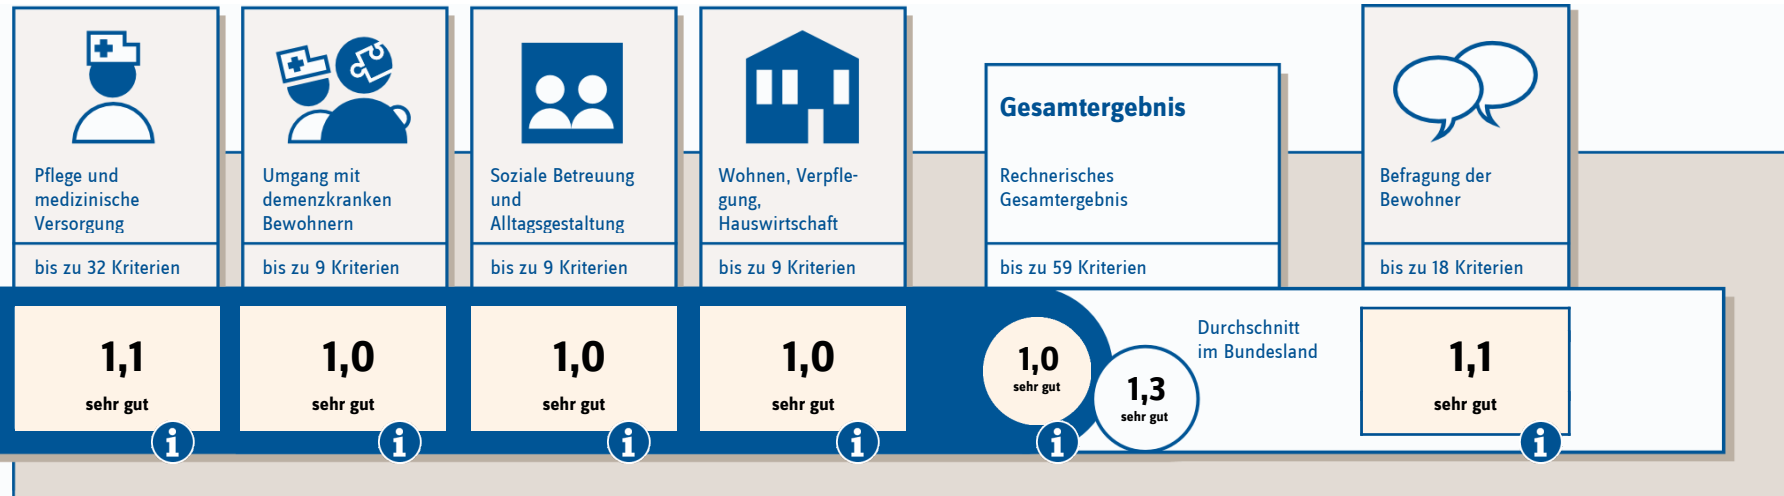 Pflege und
medizinische
Versorgung
bis zu 32 Kriterien
1,1
sehr gut
i
Umgang mit
demenzkranken
Bewohnern
bis zu 9 Kriterien
1,0
sehr gut
i
Soziale Betreuung
und
Alltagsgestaltung
bis zu 9 Kriterien
1,0
sehr gut
i
Wohnen, Verpfle-
gung,
Hauswirtschaft
bis zu 9 Kriterien
1,0
sehr gut
i
Gesamtergebnis
Rechnerisches
Gesamtergebnis
bis zu 59 Kriterien
1,0
sehr gut
i
1,3
sehr gut
Durchschnitt
im Bundesland
Befragung der
Bewohner
bis zu 18 Kriterien
1,1
sehr gut
i